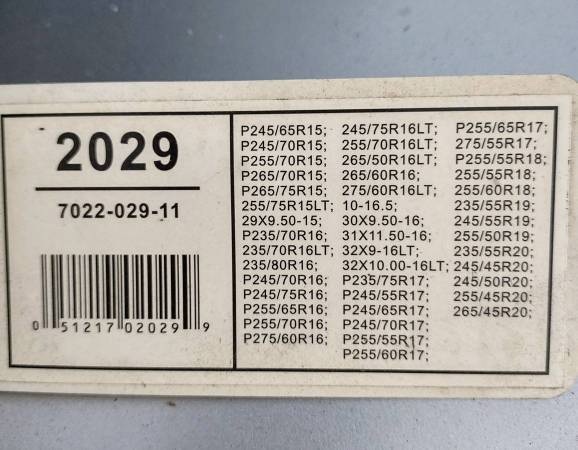 2029
7022-029-11
0 51217 02029 9
P245/65R15;
P245/70R15;
P255/70R15;
P265/70R15;
P265/75R15;
255/75R15LT;
29X9.50-15;
P235/70R16;
235/70R16LT;
235/80R16;
P245/70R16;
P245/75R16;
P255/65R16;
P255/70R16;
P275/60R16;
245/75R16LT;
255/70R16LT;
265/50R16LT;
265/60R16;
275/60R16LT;
10-16.5;
30X9.50-16;
31X11.50-16;
32X9-16LT;
32X10.00-16LT;
P235/75R17;
P245/55R17;
P245/65R17;
P245/70R17;
P255/55R17;
P255/60R17;
P255/65R17;
275/55R17;
P255/55R18;
255/55R18;
255/60R18;
235/55R19;
245/55R19;
255/50R19;
235/55R20;
245/45R20;
245/50R20;
255/45R20;
265/45R20;